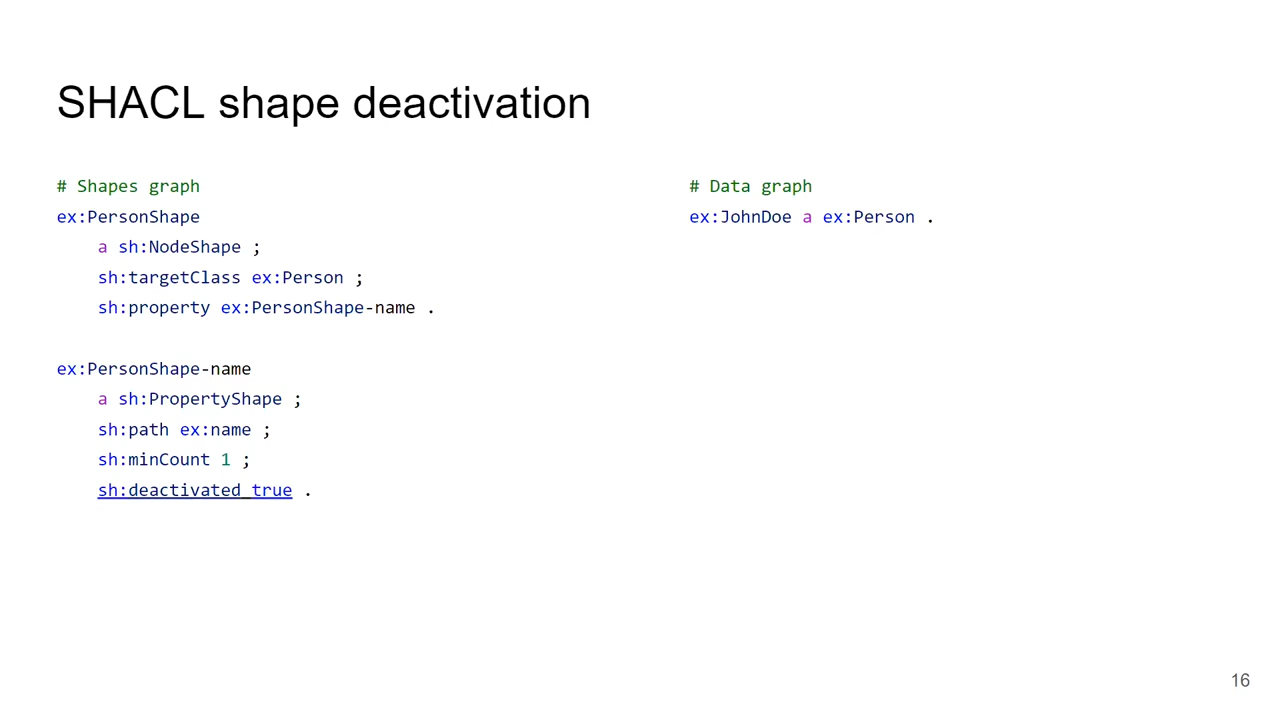 SHACL shape deactivation
# Shapes graph
ex:PersonShape
a sh:NodeShape ;
sh:targetClass ex:Person ;
sh:property ex:PersonShape-name .
ex:PersonShape-name
a sh:PropertyShape ;
sh:path ex:name ;
sh:minCount 1 ;
sh:deactivated true .
# Data graph
ex:JohnDoe a ex:Person .
16